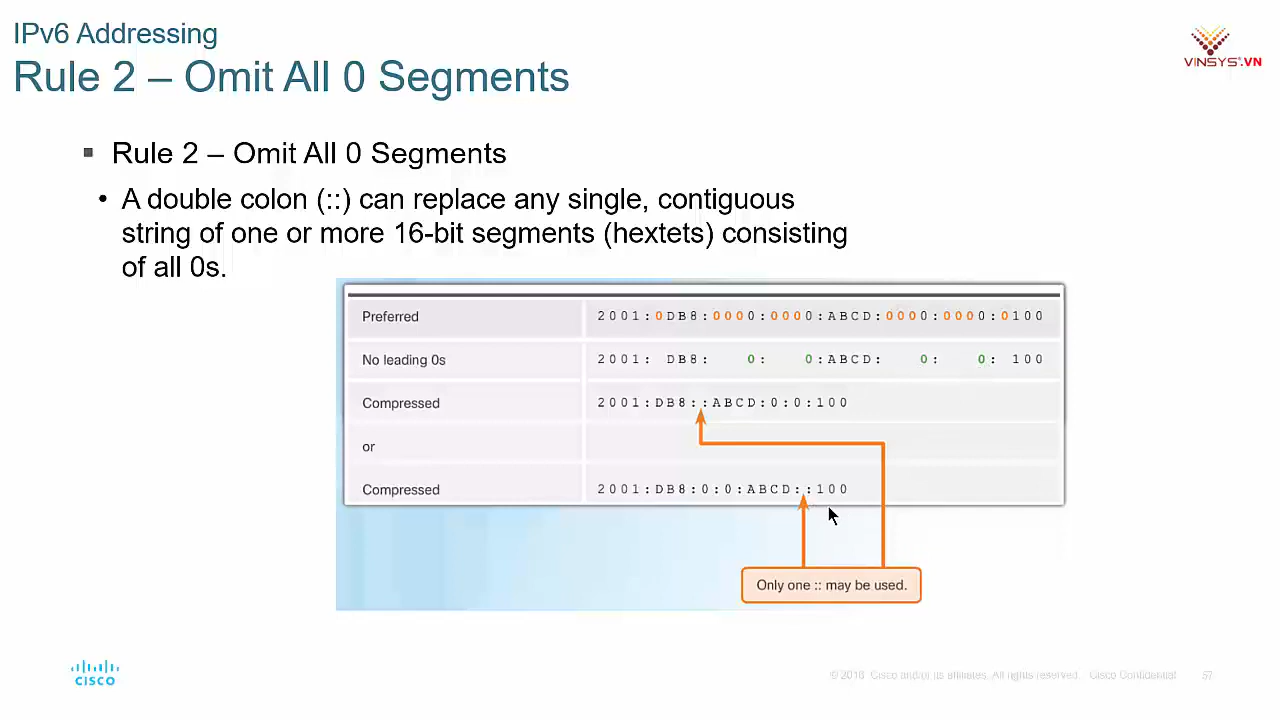 IPv6 Addressing
Rule 2 – Omit All 0 Segments
VINSYS.VN
▪ Rule 2 – Omit All 0 Segments
• A double colon (::) can replace any single, contiguous
string of one or more 16-bit segments (hextets) consisting
of all 0s.
Preferred 2001:0DB8:0000:0000:ABCD:0000:0000:0100
No leading 0s 2001: DB8: 0: 0:ABCD: 0: 0: 100
Compressed 2001:DB8::ABCD:0:0:100
or
Compressed 2001:DB8:0:0:ABCD::100
Only one :: may be used.
CISCO
© 2016 Cisco and/or its affiliates. All rights reserved. Cisco Confidential 57